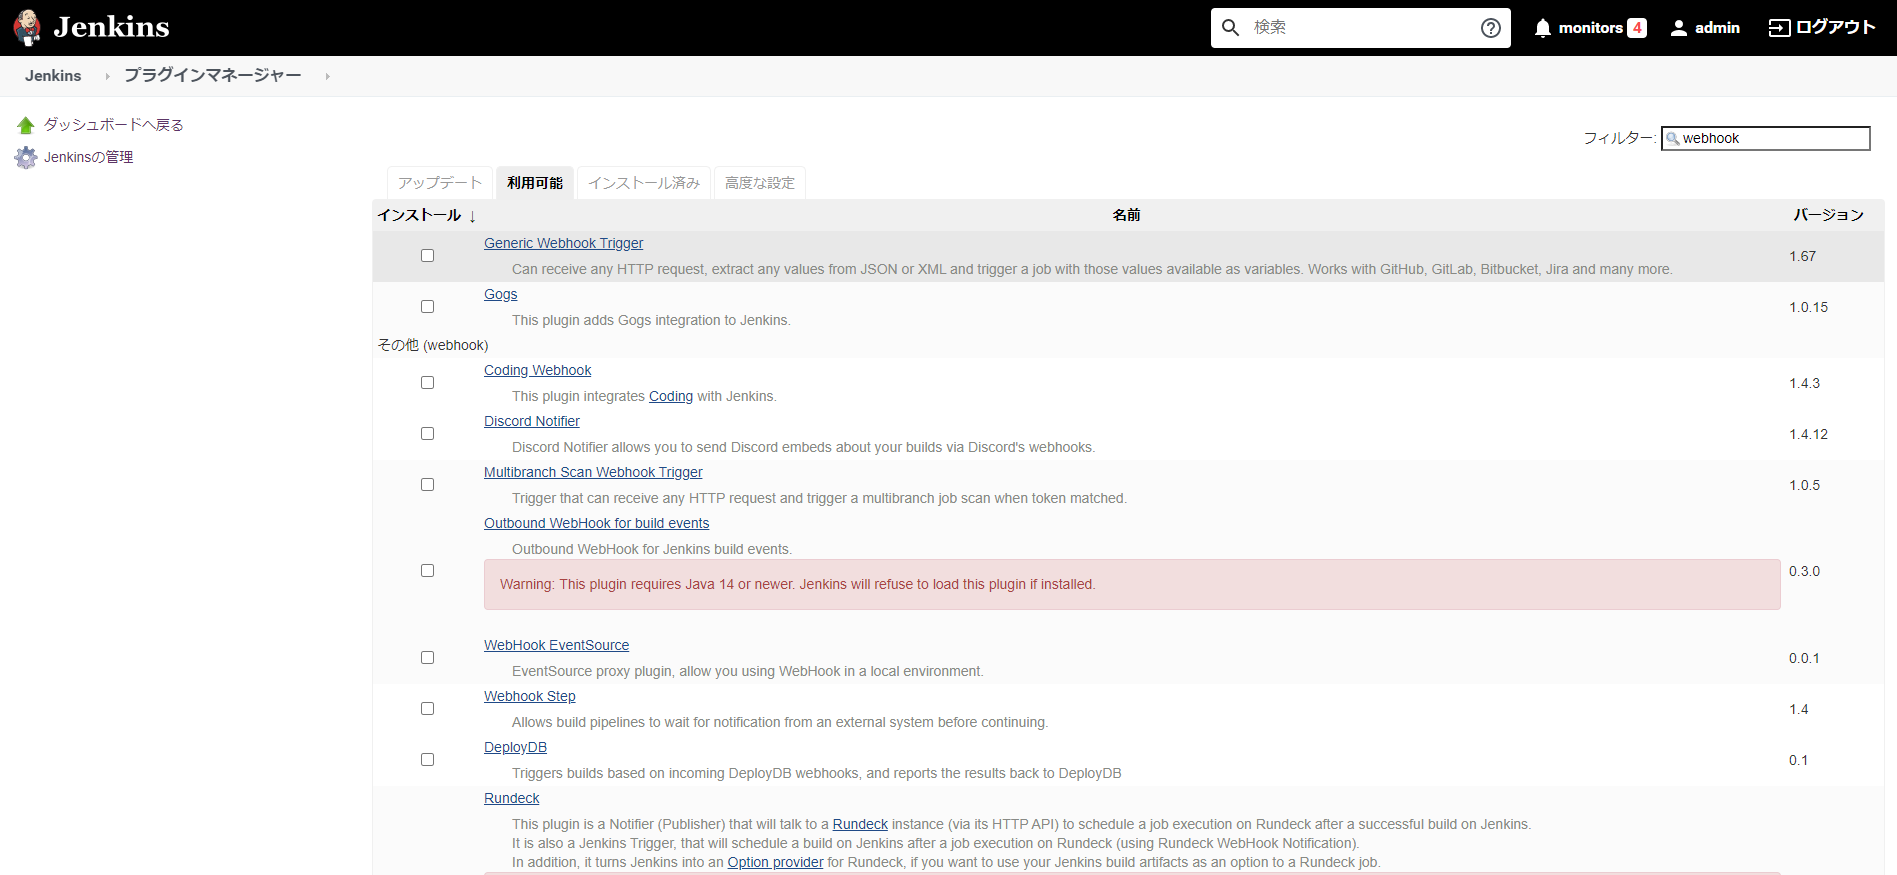 Jenkins
検索
monitors 4
admin
ログアウト
Jenkins
プラグインマネージャー
ダッシュボードへ戻る
Jenkinsの管理
フィルター: webhook
アップデート
利用可能
インストール済み
高度な設定
インストール ↓
名前
バージョン
Generic Webhook Trigger
Can receive any HTTP request, extract any values from JSON or XML and trigger a job with those values available as variables. Works with GitHub, GitLab, Bitbucket, Jira and many more.
1.67
Gogs
This plugin adds Gogs integration to Jenkins.
1.0.15
その他 (webhook)
Coding Webhook
This plugin integrates Coding with Jenkins.
1.4.3
Discord Notifier
Discord Notifier allows you to send Discord embeds about your builds via Discord's webhooks.
1.4.12
Multibranch Scan Webhook Trigger
Trigger that can receive any HTTP request and trigger a multibranch job scan when token matched.
1.0.5
Outbound WebHook for build events
Outbound WebHook for Jenkins build events.
Warning: This plugin requires Java 14 or newer. Jenkins will refuse to load this plugin if installed.
0.3.0
WebHook EventSource
EventSource proxy plugin, allow you using WebHook in a local environment.
0.0.1
Webhook Step
Allows build pipelines to wait for notification from an external system before continuing.
1.4
DeployDB
Triggers builds based on incoming DeployDB webhooks, and reports the results back to DeployDB
0.1
Rundeck
This plugin is a Notifier (Publisher) that will talk to a Rundeck instance (via its HTTP API) to schedule a job execution on Rundeck after a successful build on Jenkins.
It is also a Jenkins Trigger, that will schedule a build on Jenkins after a job execution on Rundeck (using Rundeck WebHook Notification).
In addition, it turns Jenkins into an Option provider for Rundeck, if you want to use your Jenkins build artifacts as an option to a Rundeck job.